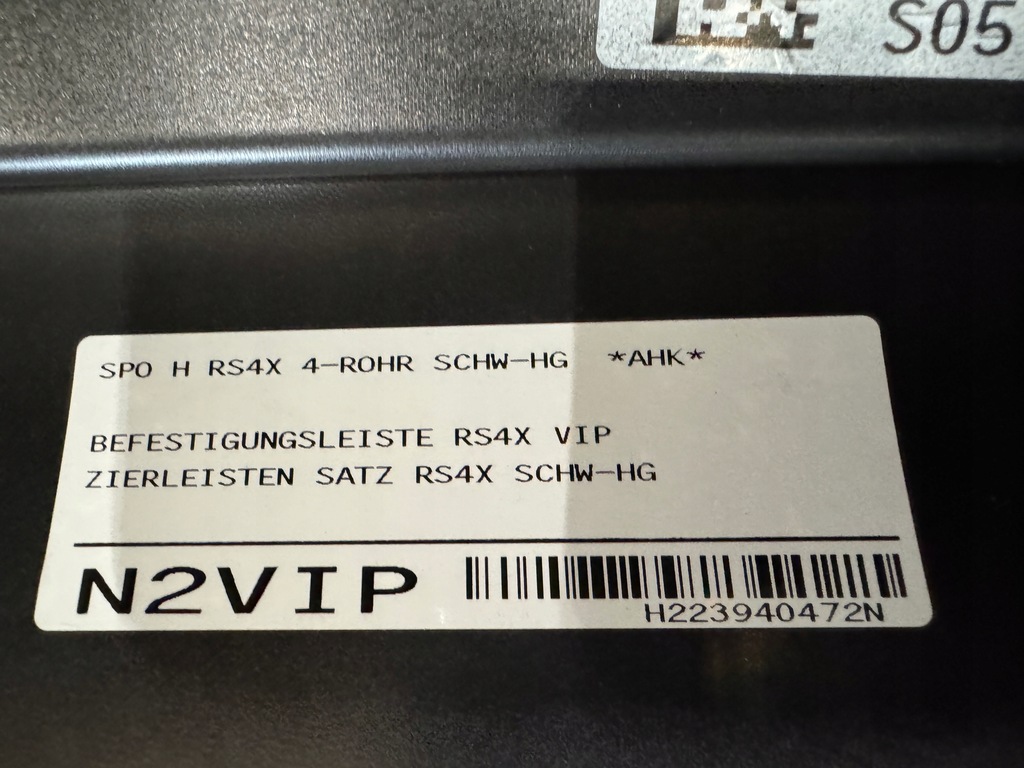 S05
SPO H RS4X 4-ROHR SCHW-HG *AHK*
BEFESTIGUNGSLEISTE RS4X VIP
ZIERLEISTEN SATZ RS4X SCHW-HG
N2VIP
H223940472N